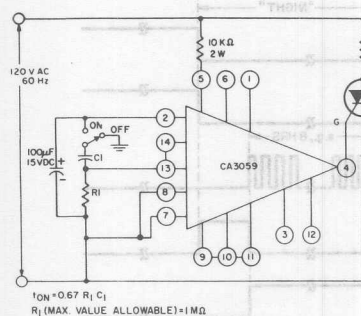 "NIGHT"
10 KΩ
2 W
120 V AC
60 Hz
5
6
1
ON
OFF
2
14
13
8
7
100µF
15VDC
+
-
C1
R1
CA3059
G
4
3
12
9
10
11
tON = 0.67 R1 C1
R1 (MAX. VALUE ALLOWABLE) = 1 MΩ